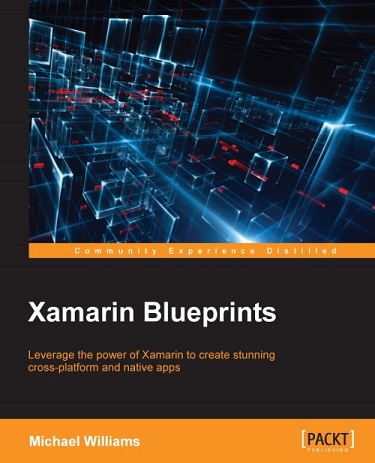 Community Experience Distilled
Xamarin Blueprints
Leverage the power of Xamarin to create stunning
cross-platform and native apps
Michael Williams
[PACKT]
PUBLISHING